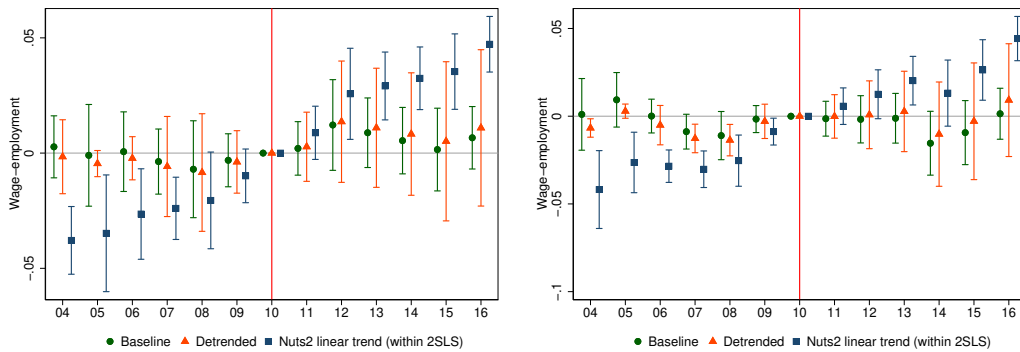 .05
0
-.05
Wage-employment
04 05 06 07 08 09 10 11 12 13 14 15 16
Baseline Detrended Nuts2 linear trend (within 2SLS)
.05
0
-.05
-.1
Wage-employment
04 05 06 07 08 09 10 11 12 13 14 15 16
Baseline Detrended Nuts2 linear trend (within 2SLS)